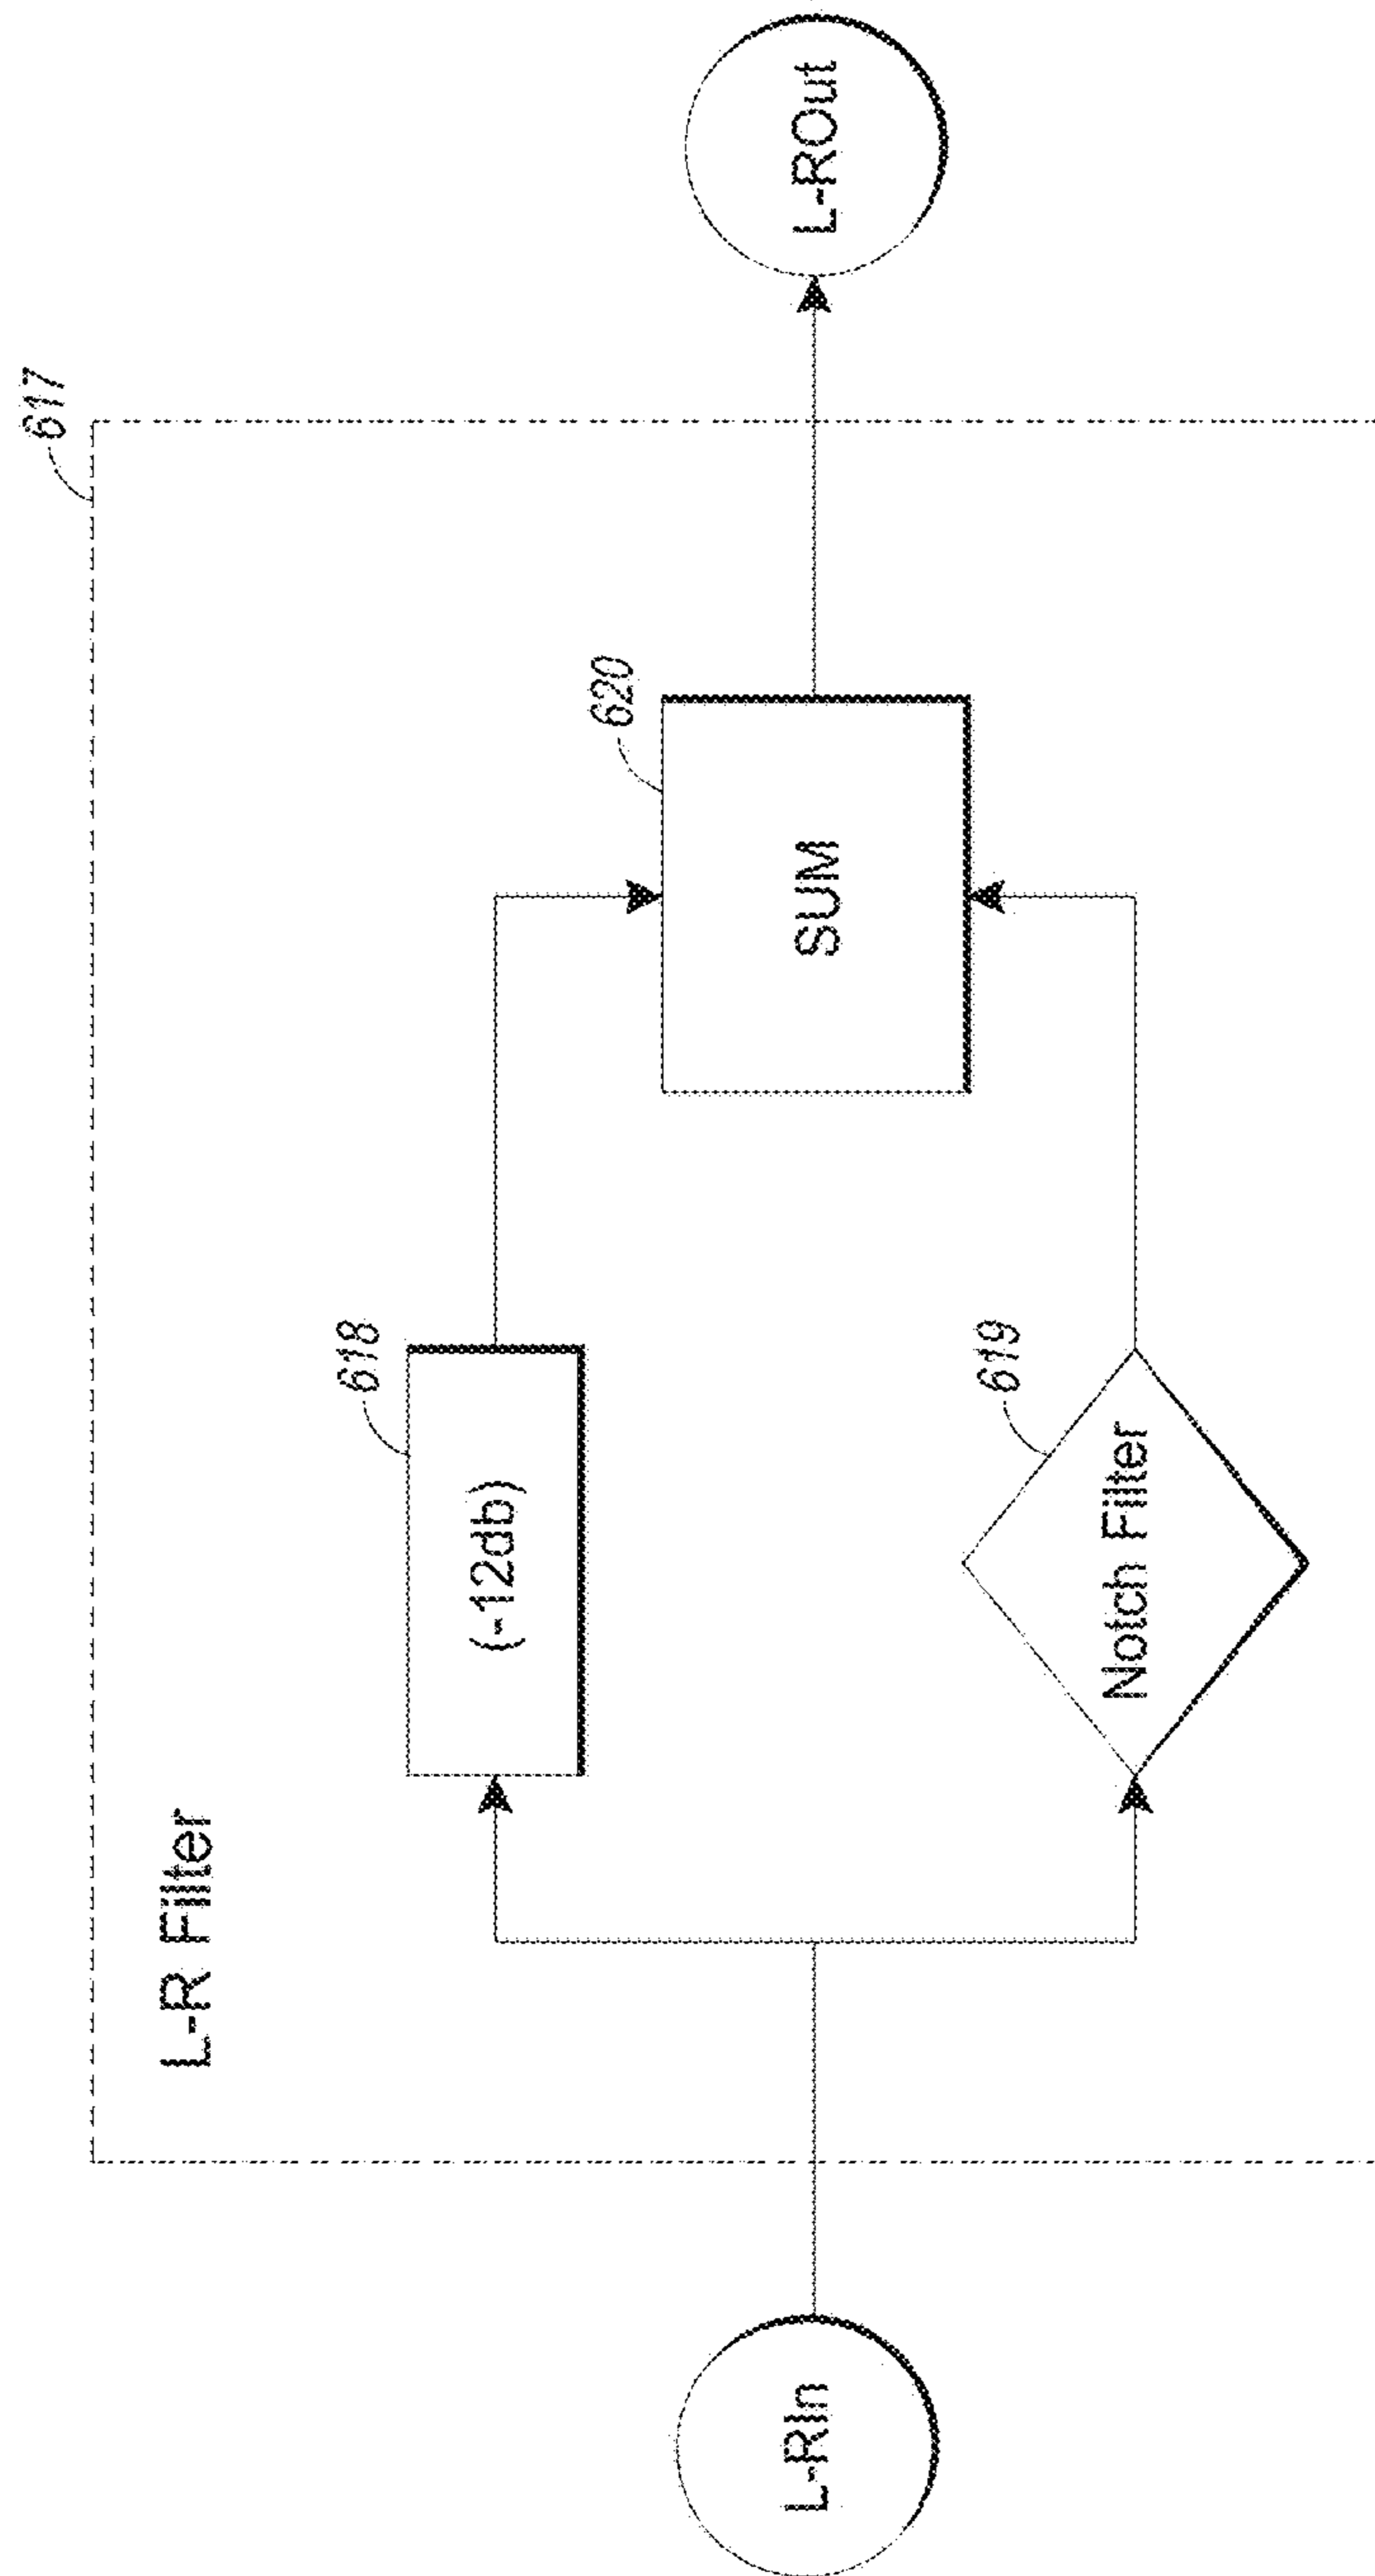 617
L-R Filter
618
(-12db)
620
L-RIn
SUM
L-ROut
619
Notch Filter